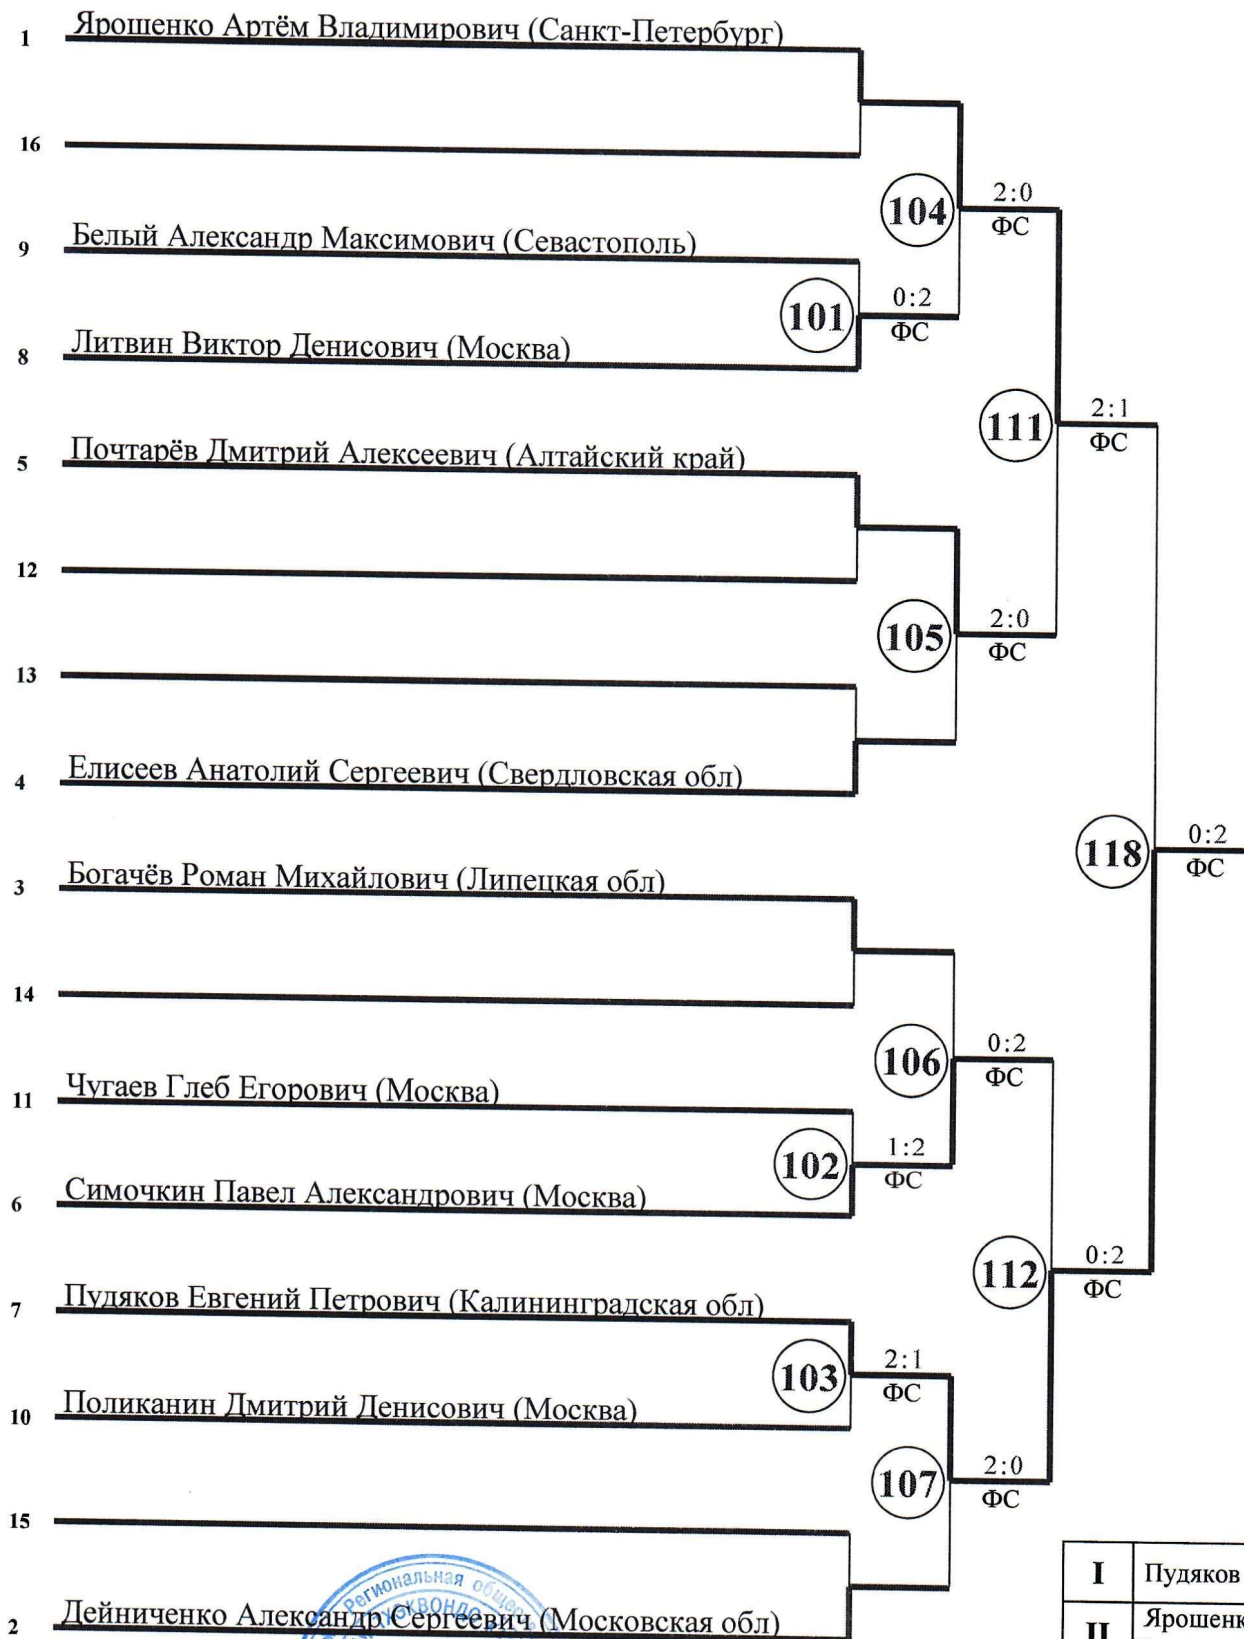 1 Ярошенко Артём Владимирович (Санкт-Петербург)
16
104
2:0
ФС
9 Белый Александр Максимович (Севастополь)
101
0:2
ФС
8 Литвин Виктор Денисович (Москва)
111
2:1
ФС
5 Почтарёв Дмитрий Алексеевич (Алтайский край)
12
105
2:0
ФС
13
4 Елисеев Анатолий Сергеевич (Свердловская обл)
118
0:2
ФС
3 Богачёв Роман Михайлович (Липецкая обл)
14
106
0:2
ФС
11 Чугаев Глеб Егорович (Москва)
102
1:2
ФС
6 Симочкин Павел Александрович (Москва)
112
0:2
ФС
7 Пудяков Евгений Петрович (Калининградская обл)
103
2:1
ФС
10 Поликанин Дмитрий Денисович (Москва)
107
2:0
ФС
15
I Пудяков
Региональная
2 Дейниченко Александр Сергеевич (Московская обл)
II